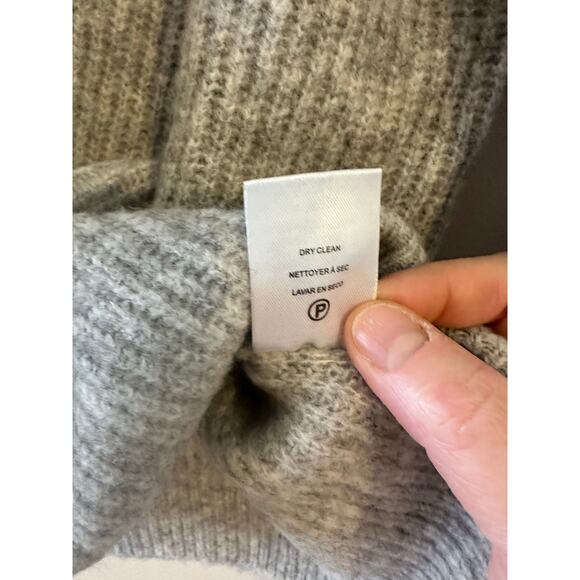 DRY CLEAN
NETTOYER À SEC
LAVAR EN SECO
P